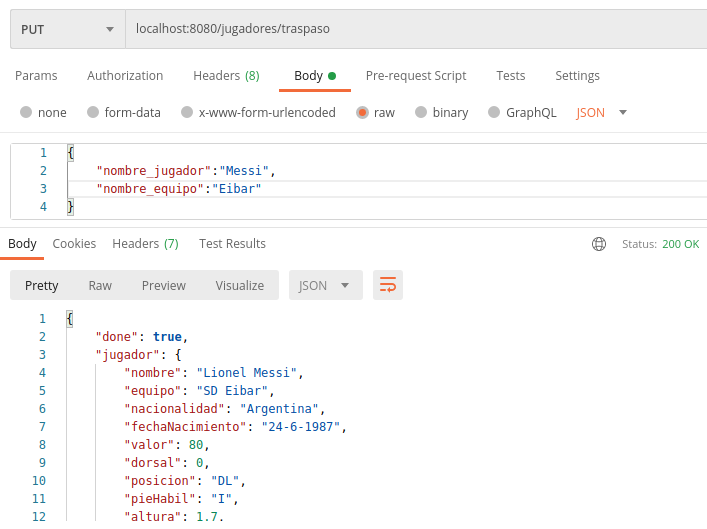 PUT localhost:8080/jugadores/traspaso
Params Authorization Headers (8) Body Pre-request Script Tests Settings
none form-data x-www-form-urlencoded raw binary GraphQL JSON
1 {
2 "nombre_jugador":"Messi",
3 "nombre_equipo":"Eibar"
4 }
Body Cookies Headers (7) Test Results Status: 200 OK
Pretty Raw Preview Visualize JSON
1 {
2 "done": true,
3 "jugador": {
4 "nombre": "Lionel Messi",
5 "equipo": "SD Eibar",
6 "nacionalidad": "Argentina",
7 "fechaNacimiento": "24-6-1987",
8 "valor": 80,
9 "dorsal": 0,
10 "posicion": "DL",
11 "pieHabil": "I",
12 "altura": 1.7,